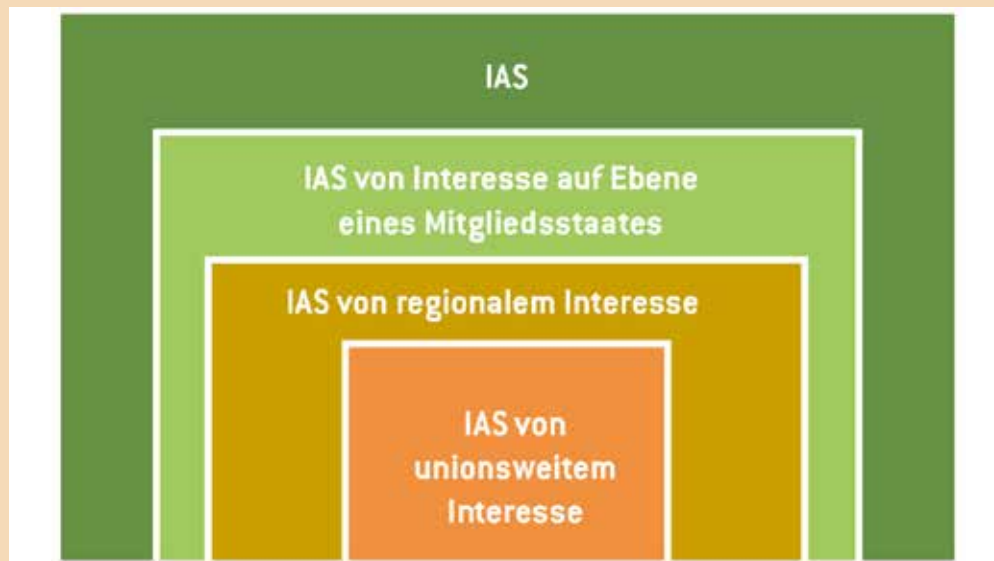 IAS
IAS von Interesse auf Ebene
eines Mitgliedsstaates
IAS von regionalem Interesse
IAS von
unionsweitem
Interesse